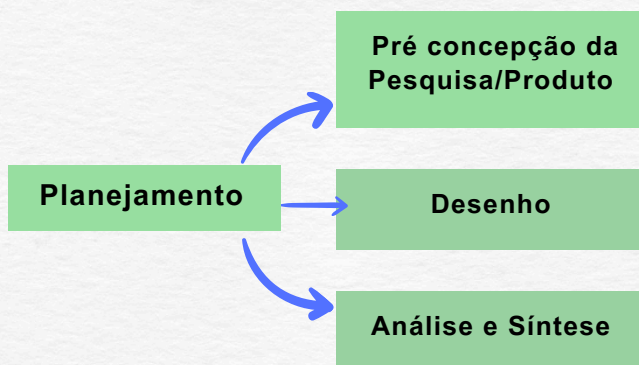 Planejamento
Pré concepção da
Pesquisa/Produto
Desenho
Análise e Síntese